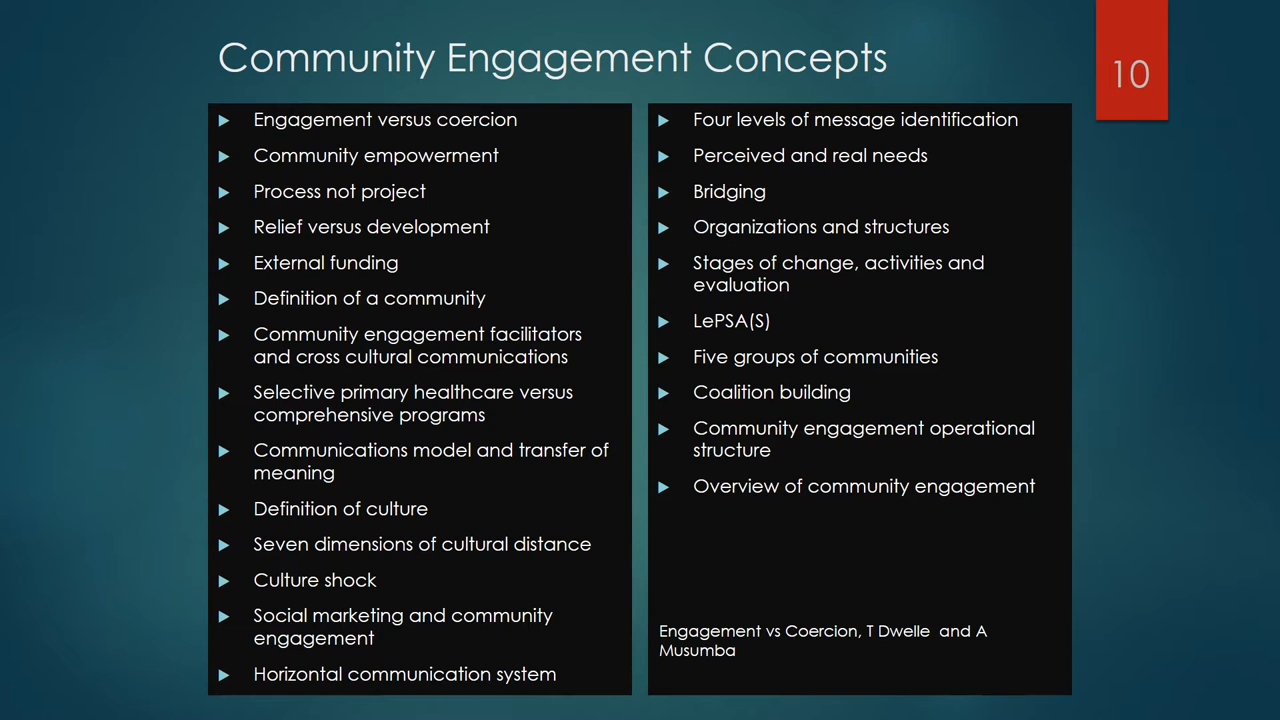 Community Engagement Concepts
10
Engagement versus coercion
Community empowerment
Process not project
Relief versus development
External funding
Definition of a community
Community engagement facilitators
and cross cultural communications
Selective primary healthcare versus
comprehensive programs
Communications model and transfer of
meaning
Definition of culture
Seven dimensions of cultural distance
Culture shock
Social marketing and community
engagement
Horizontal communication system
Four levels of message identification
Perceived and real needs
Bridging
Organizations and structures
Stages of change, activities and
evaluation
LePSA(S)
Five groups of communities
Coalition building
Community engagement operational
structure
Overview of community engagement
Engagement vs Coercion, T Dwelle and A
Musumba